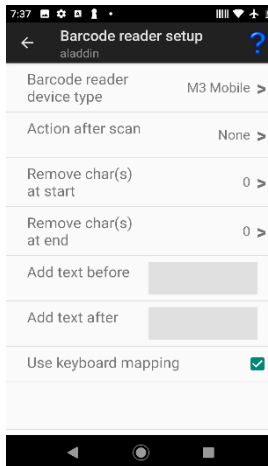 7:37
Barcode reader setup
aladdin
?
Barcode reader
device type
M3 Mobile >
Action after scan
None >
Remove char(s)
at start
0 >
Remove char(s)
at end
0 >
Add text before
Add text after
Use keyboard mapping